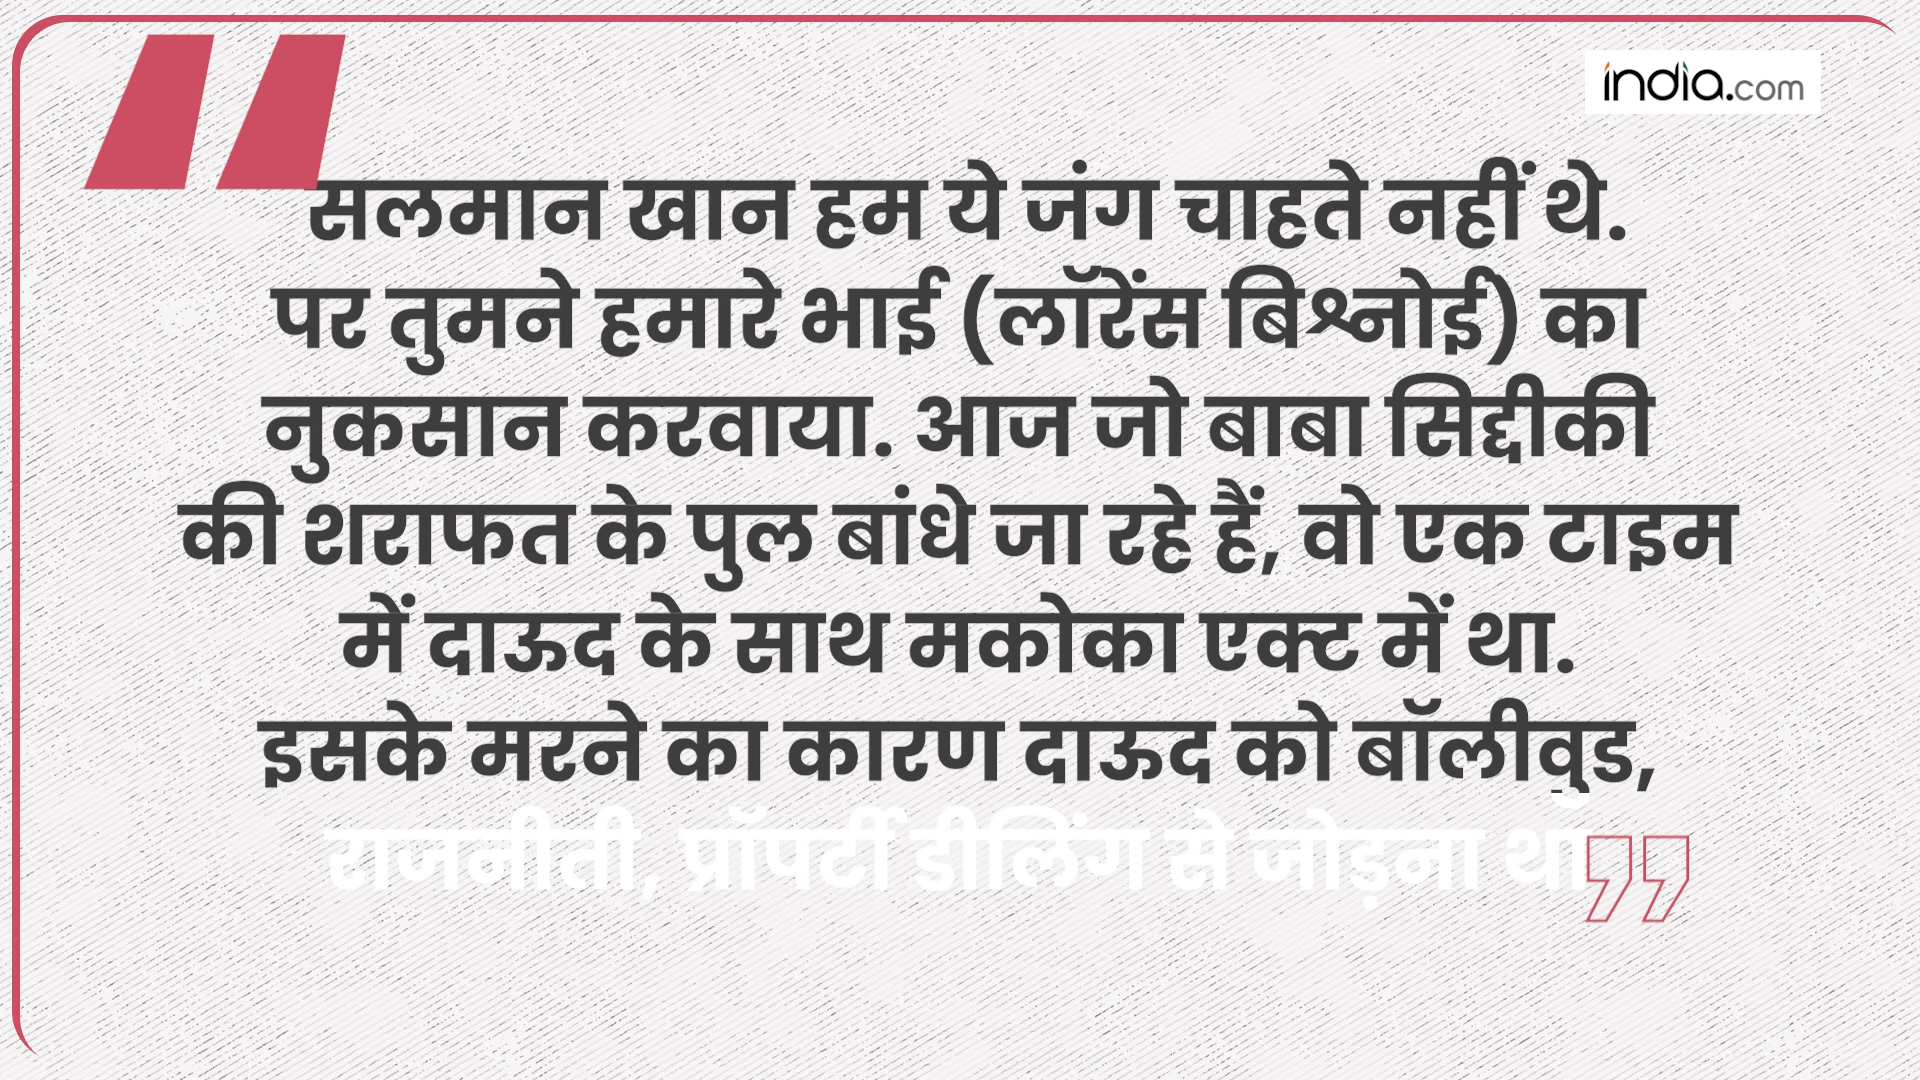 india.com
सलमान खान हम ये जंग चाहते नहीं थे.
पर तुमने हमारे भाई (लॉरेंस बिश्नोई) का
नुकसान करवाया. आज जो बाबा सिद्दीकी
की शराफत के पुल बांधे जा रहे हैं, वो एक टाइम
में दाऊद के साथ मकोका एक्ट में था.
इसके मरने का कारण दाऊद को बॉलीवुड,
राजनीती, प्रॉपर्टी डीलिंग से जोड़ना था